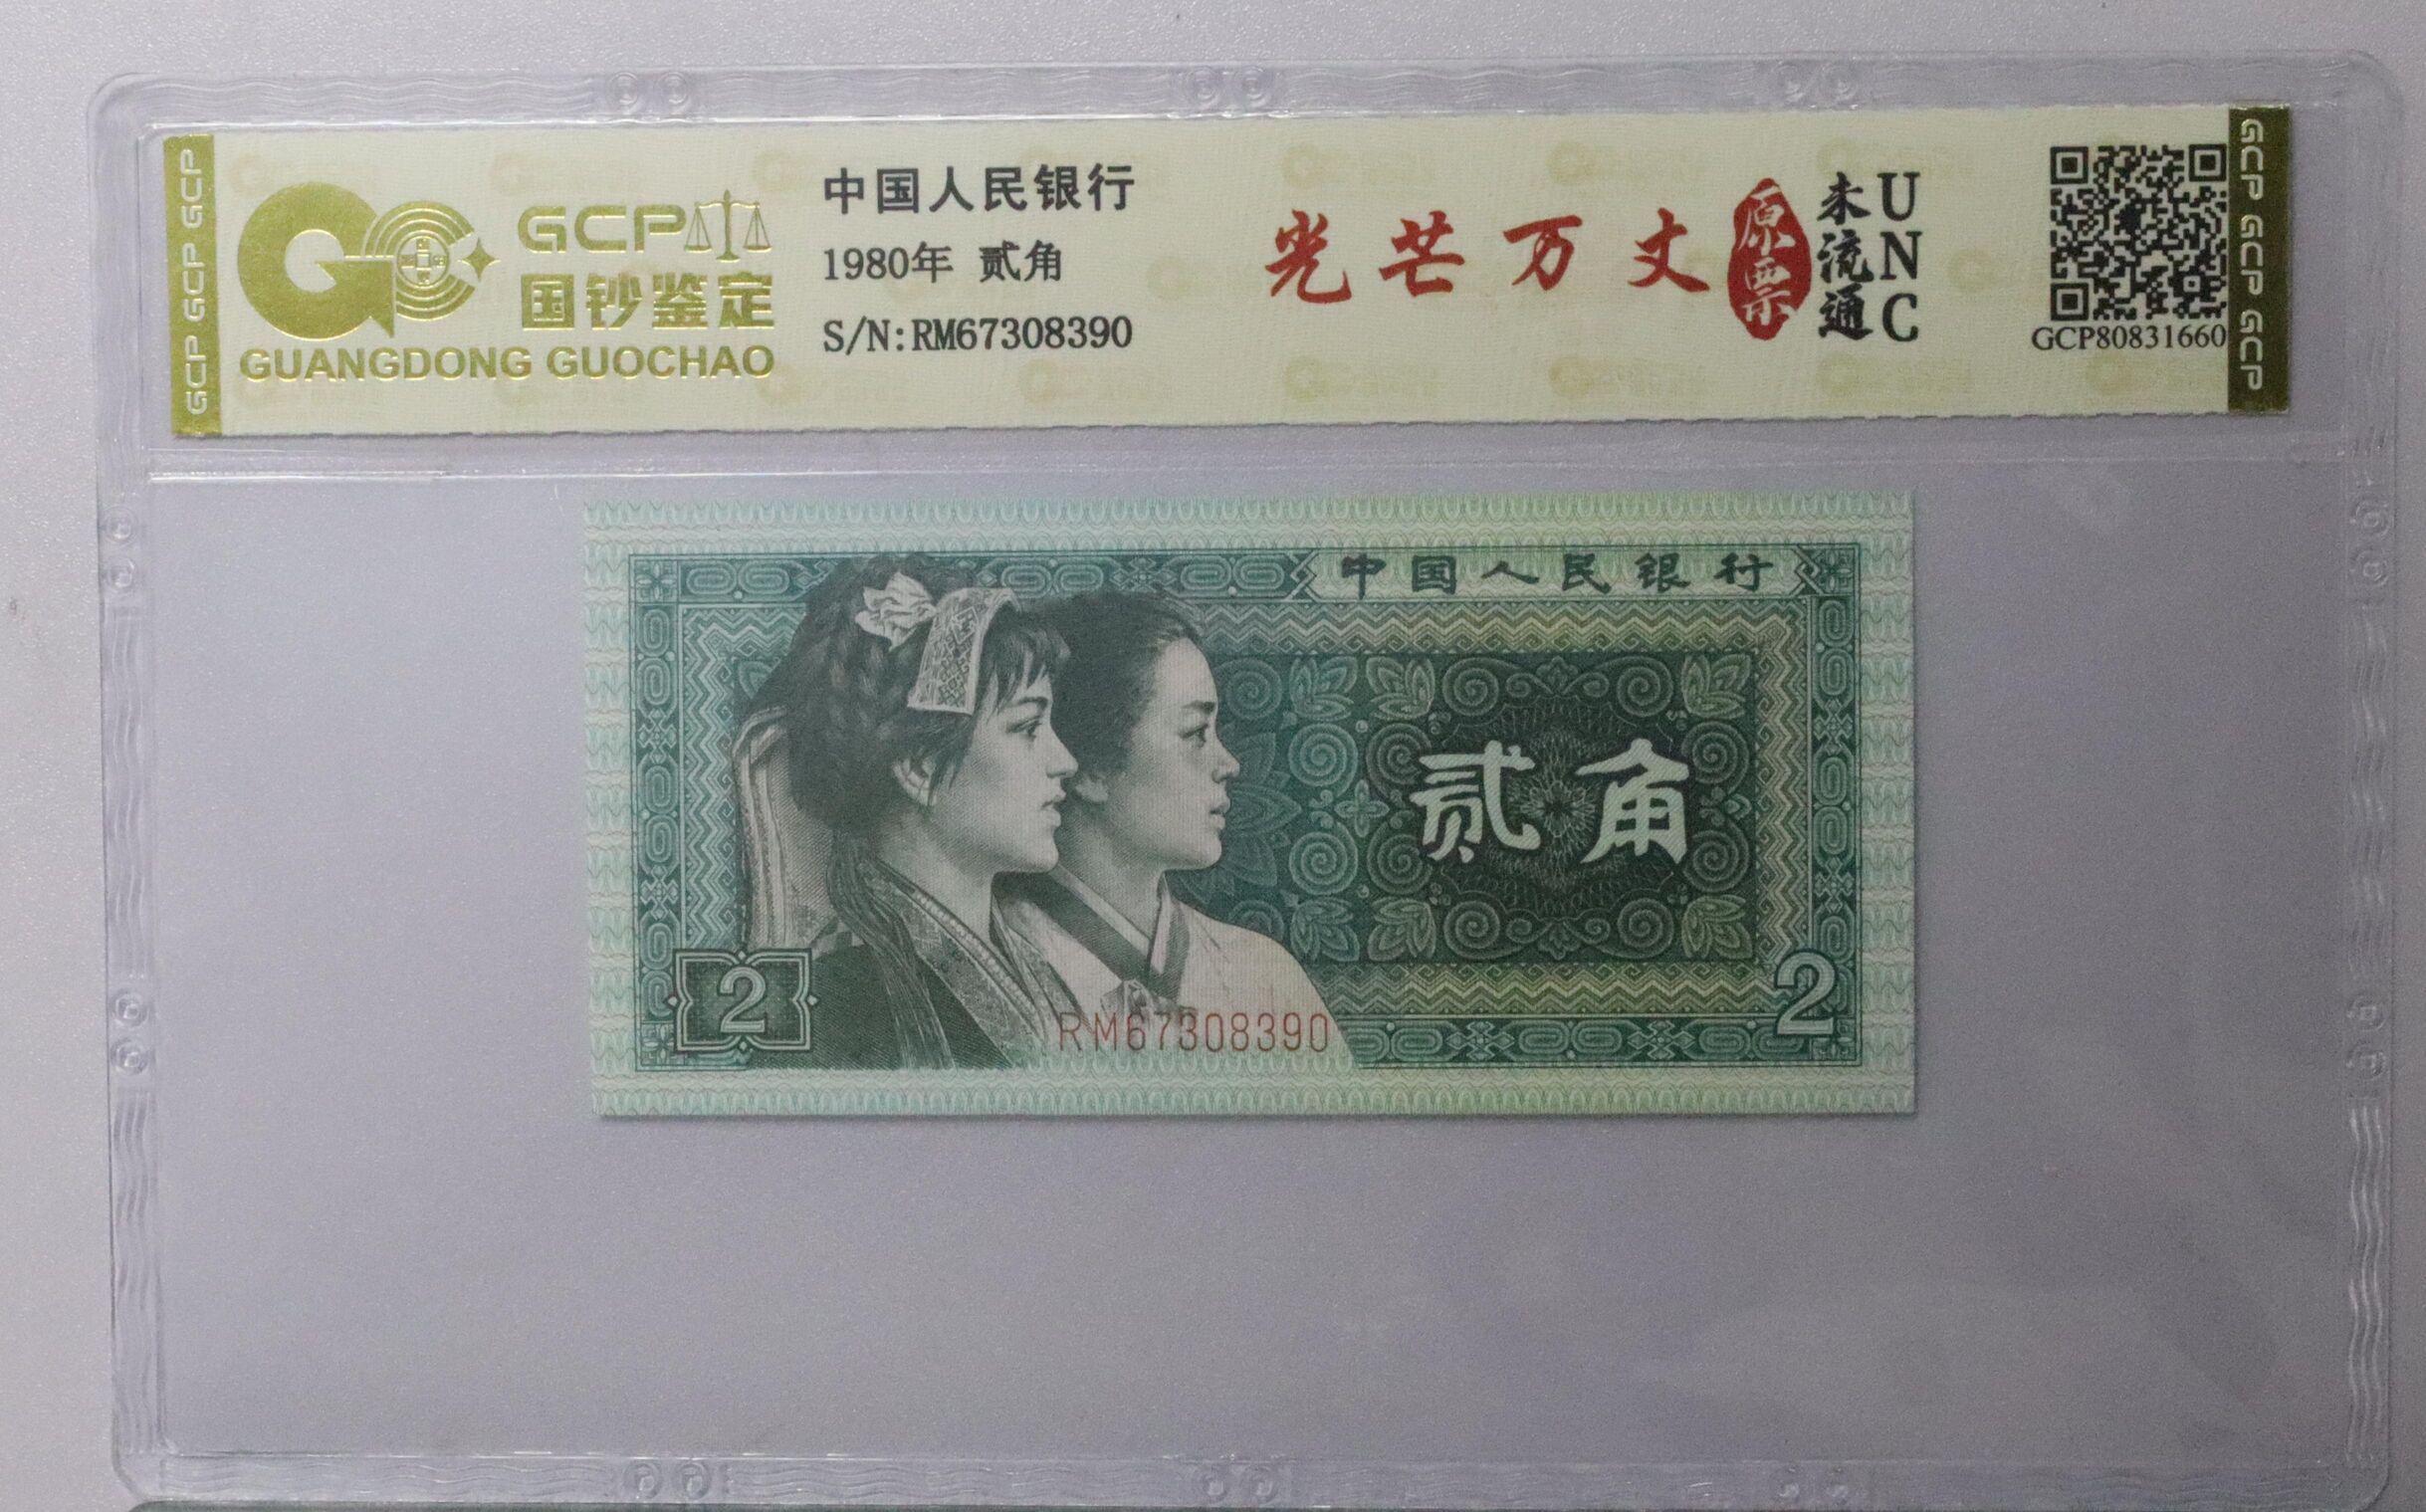 GCP GCP GCP
GCP
国钞鉴定
GUANGDONG GUOCHAO
中国人民银行
1980年 贰角
S/N:RM67308390
光芒万丈
原票
未流通
UNC
GCP80831660
GCP GCP GCP
中国人民银行
贰角
2
2
RM67308390